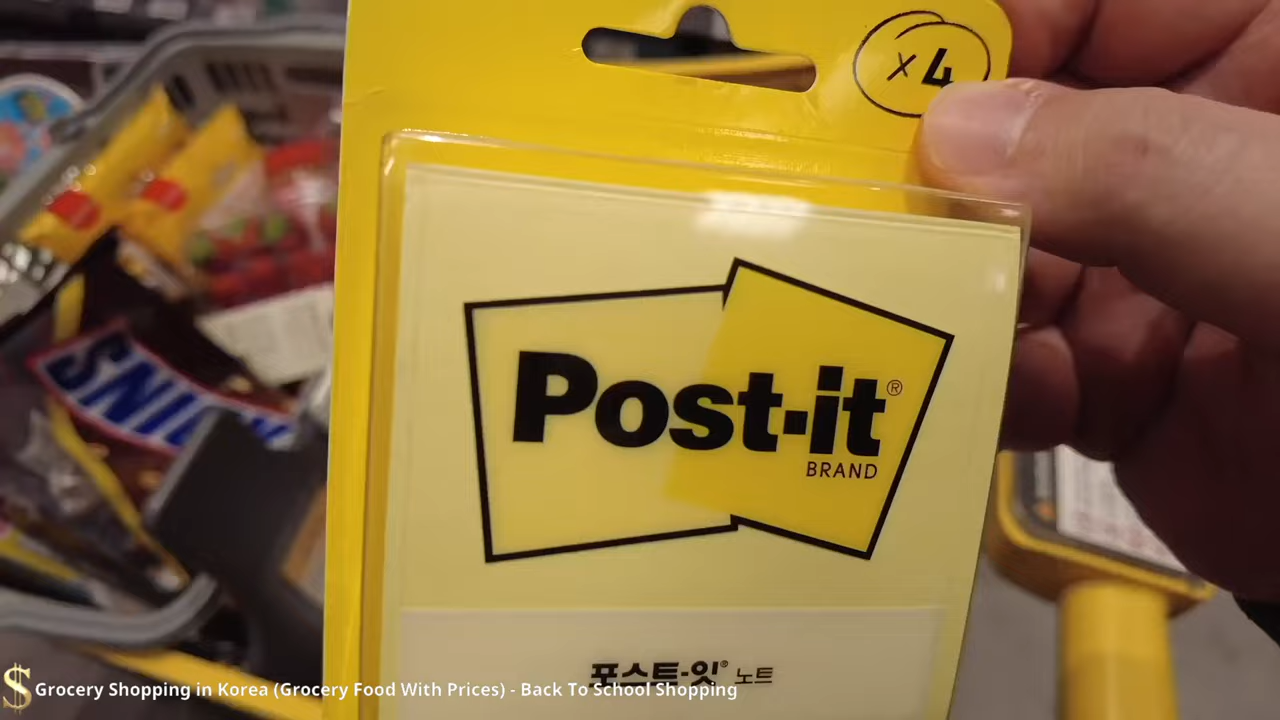 x4
Post-it®
BRAND
포스트-잇® 노트
SNICK
$ Grocery Shopping in Korea (Grocery Food With Prices) - Back To School Shopping